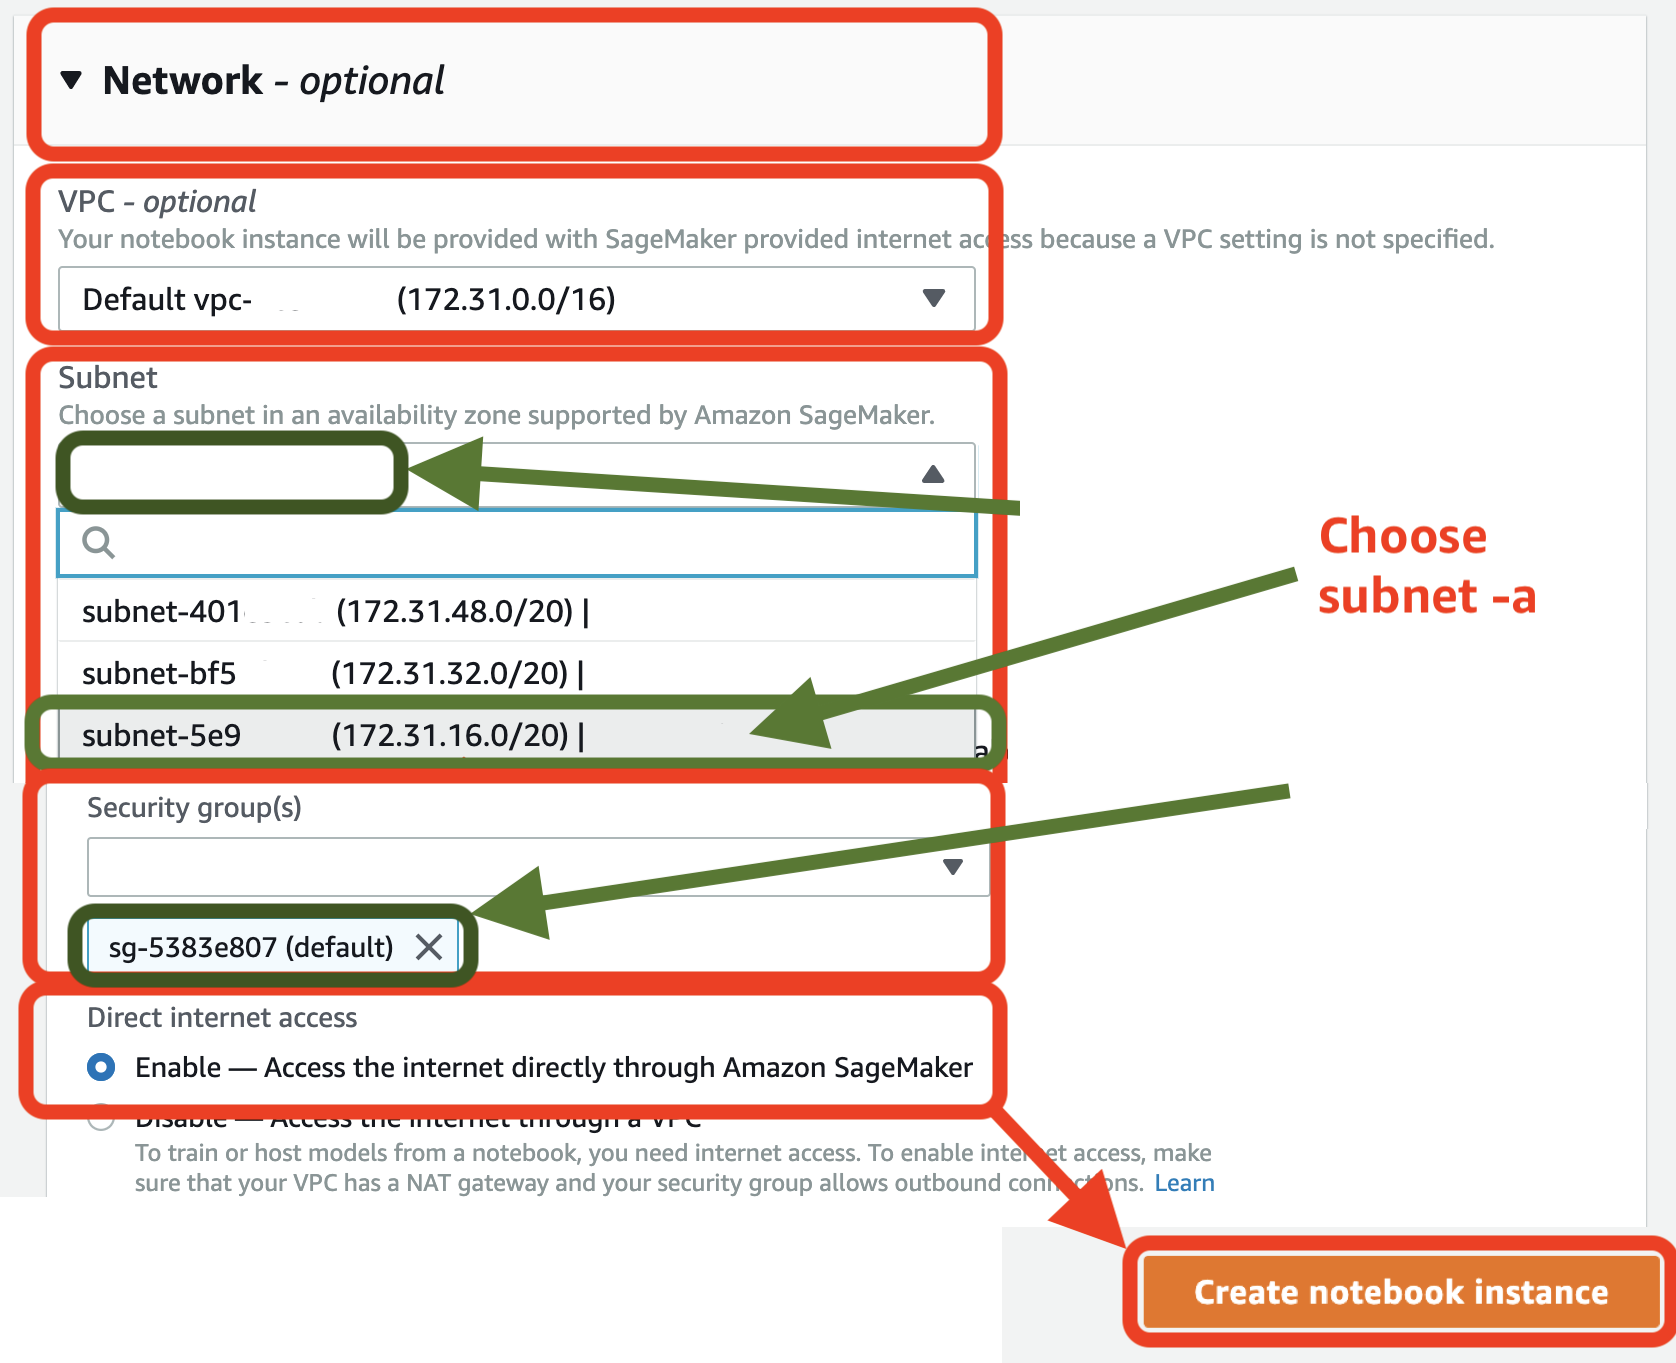 ▼ Network - optional
VPC - optional
Your notebook instance will be provided with SageMaker provided internet access because a VPC setting is not specified.
Default vpc- (172.31.0.0/16)
Subnet
Choose a subnet in an availability zone supported by Amazon SageMaker.
subnet-401 (172.31.48.0/20) |
subnet-bf5 (172.31.32.0/20) |
subnet-5e9 (172.31.16.0/20) |
Choose
subnet -a
Security group(s)
sg-5383e807 (default)
Direct internet access
Enable — Access the internet directly through Amazon SageMaker
Disable — Access the internet through a VPC
To train or host models from a notebook, you need internet access. To enable internet access, make
sure that your VPC has a NAT gateway and your security group allows outbound connections. Learn
Create notebook instance